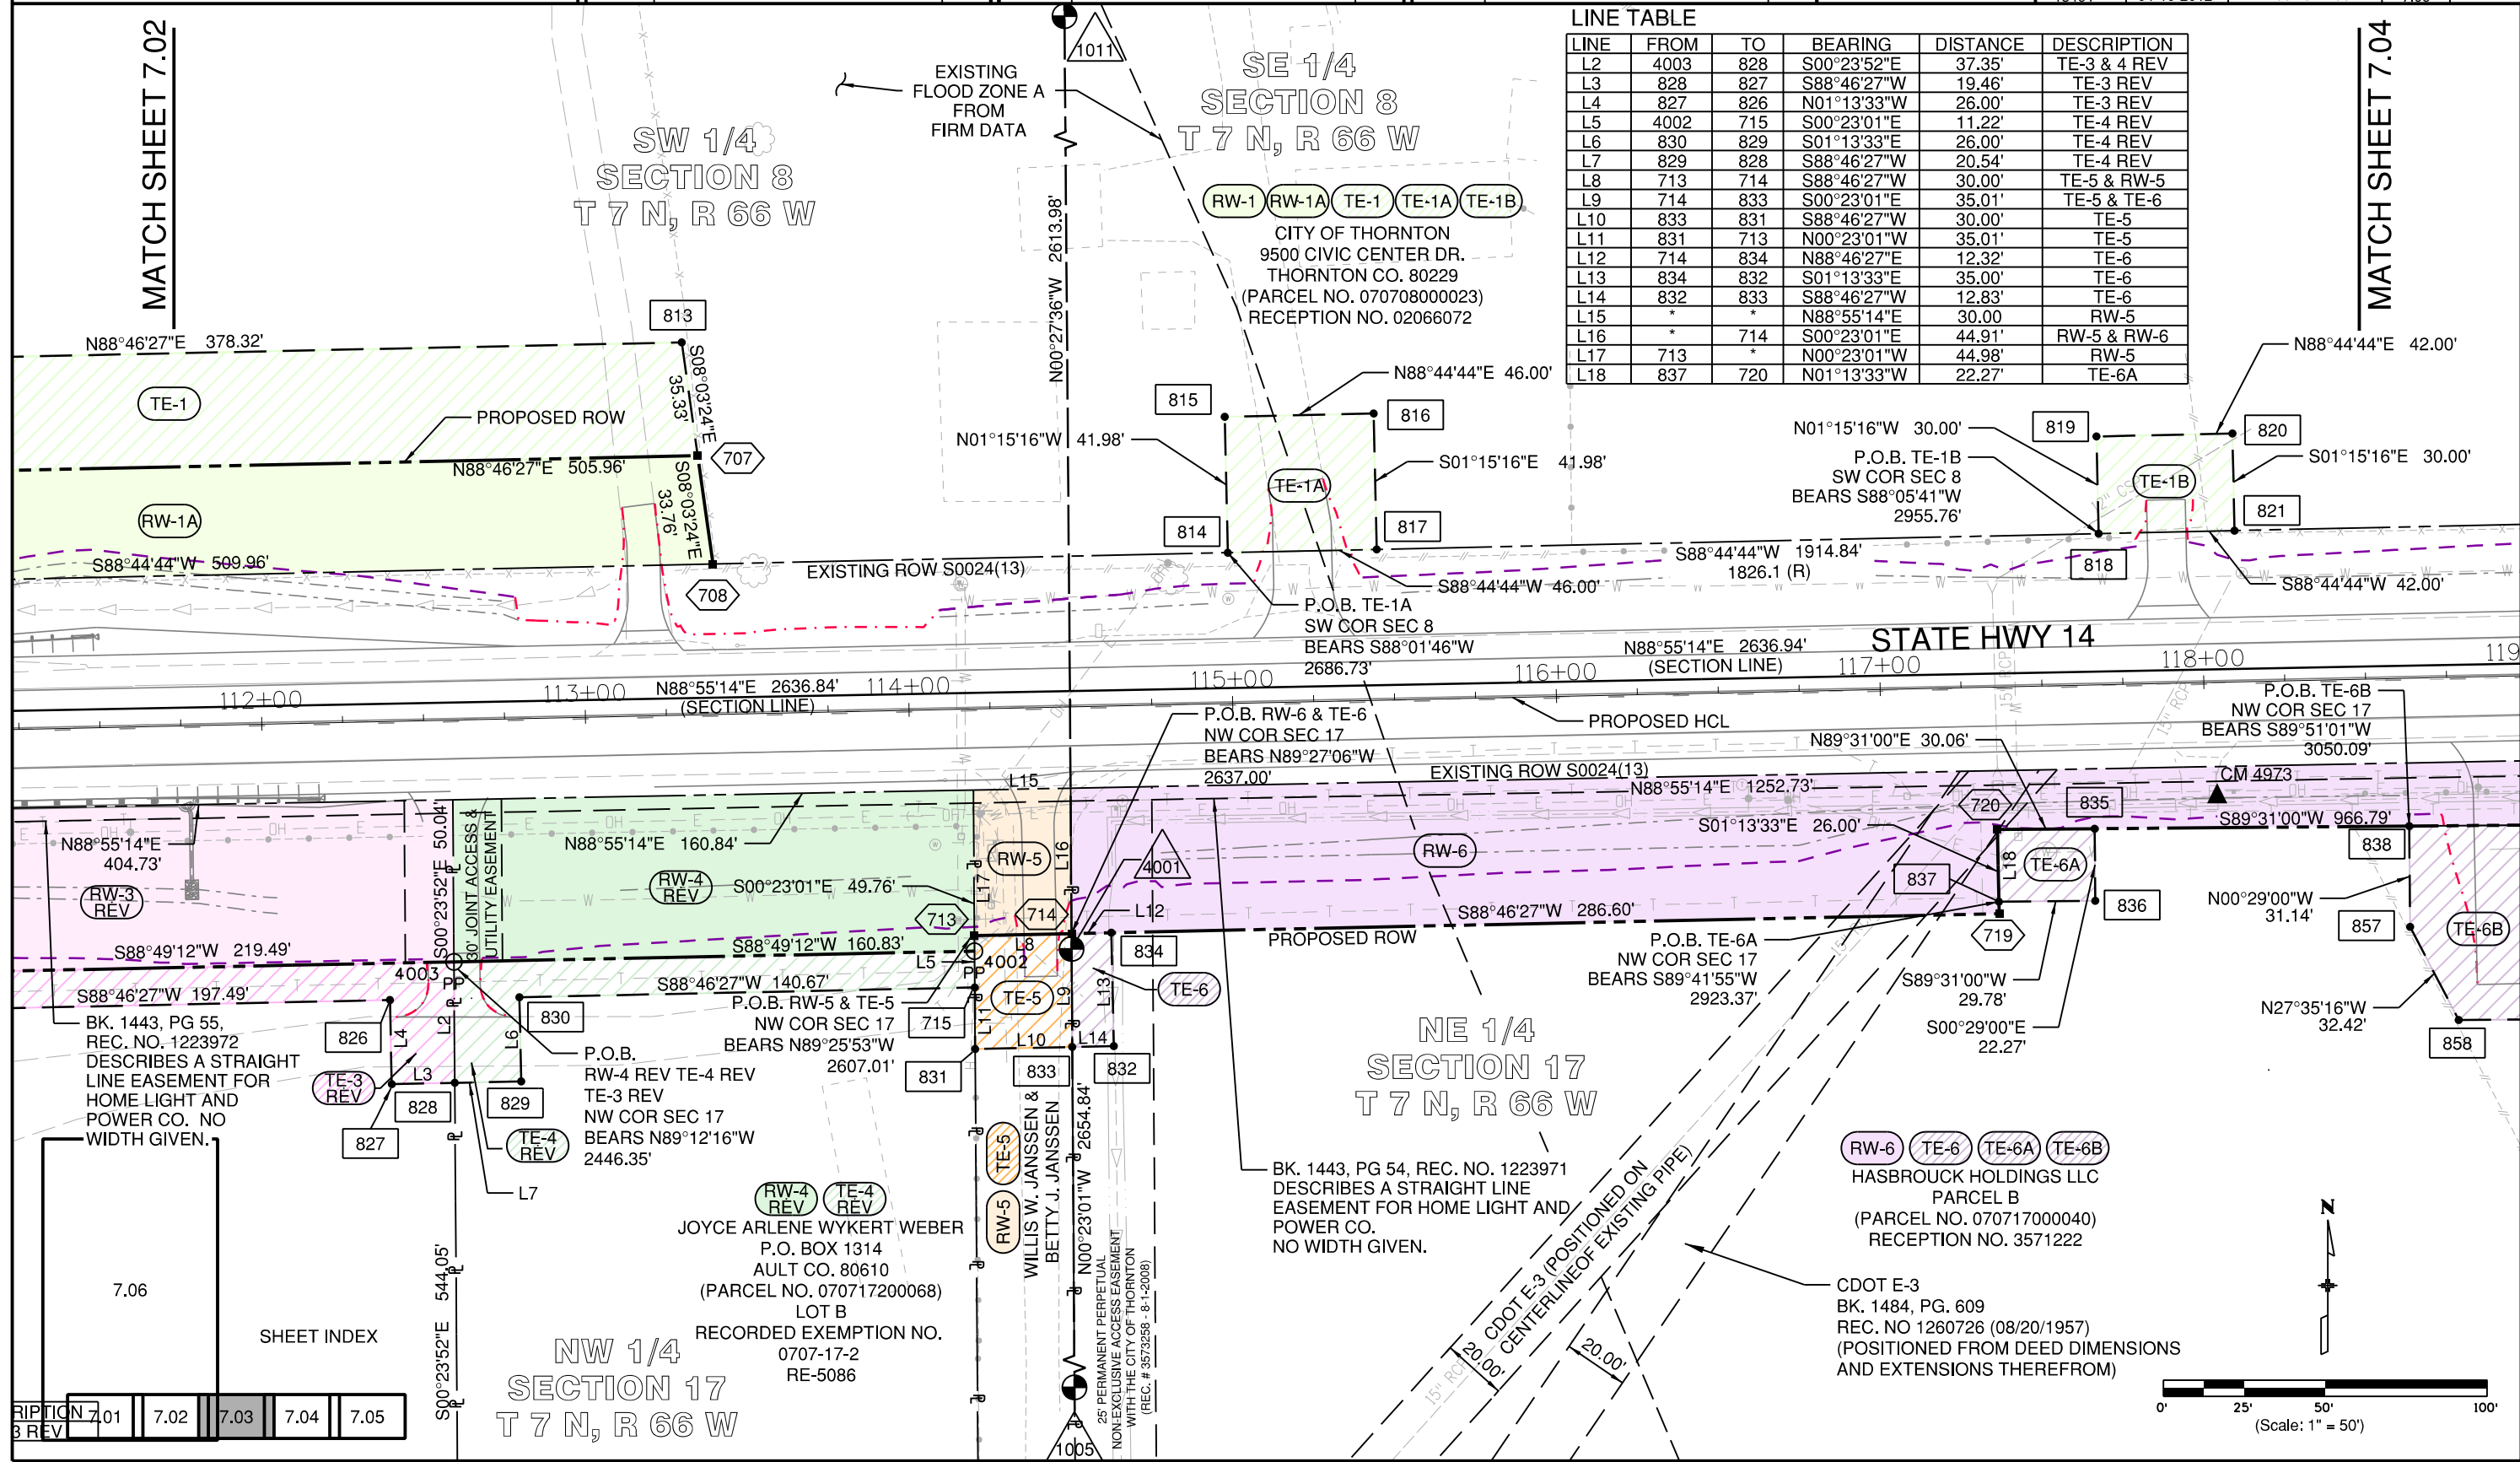 MATCH SHEET 7.02
1011
EXISTING
FLOOD ZONE A
FROM
FIRM DATA
SW 1/4
SECTION 8
T 7 N, R 66 W
SE 1/4
SECTION 8
T 7 N, R 66 W
N00°27'36"W 2613.98'
RW-1 RW-1A TE-1 TE-1A TE-1B
CITY OF THORNTON
9500 CIVIC CENTER DR.
THORNTON CO. 80229
(PARCEL NO. 070708000023)
RECEPTION NO. 02066072
LINE TABLE
LINE FROM TO BEARING DISTANCE DESCRIPTION
L2 4003 828 S00°23'52"E 37.35' TE-3 & 4 REV
L3 828 827 S88°46'27"W 19.46' TE-3 REV
L4 827 826 N01°13'33"W 26.00' TE-3 REV
L5 4002 715 S00°23'01"E 11.22' TE-4 REV
L6 830 829 S01°13'33"E 26.00' TE-4 REV
L7 829 828 S88°46'27"W 20.54' TE-4 REV
L8 713 714 S88°46'27"W 30.00' TE-5 & RW-5
L9 714 833 S00°23'01"E 35.01' TE-5 & TE-6
L10 833 831 S88°46'27"W 30.00' TE-5
L11 831 713 N00°23'01"W 35.01' TE-5
L12 714 834 N88°46'27"E 12.32' TE-6
L13 834 832 S01°13'33"E 35.00' TE-6
L14 832 833 S88°46'27"W 12.83' TE-6
L15 * * N88°55'14"E 30.00 RW-5
L16 * 714 S00°23'01"E 44.91' RW-5 & RW-6
L17 713 * N00°23'01"W 44.98' RW-5
L18 837 720 N01°13'33"W 22.27' TE-6A
MATCH SHEET 7.04
N88°46'27"E 378.32'
813
S08°03'24"E
35.33'
TE-1
PROPOSED ROW
N88°46'27"E 505.96'
707
S08°03'24"E
33.76'
RW-1A
S88°44'44"W 509.96'
708
EXISTING ROW S0024(13)
815
N88°44'44"E 46.00'
816
N01°15'16"W 41.98'
S01°15'16"E 41.98'
TE-1A
814
817
S88°44'44"W 46.00'
P.O.B. TE-1A
SW COR SEC 8
BEARS S88°01'46"W
2686.73'
S88°44'44"W 1914.84'
1826.1 (R)
N88°44'44"E 42.00'
N01°15'16"W 30.00'
819
820
P.O.B. TE-1B
SW COR SEC 8
BEARS S88°05'41"W
2955.76'
S01°15'16"E 30.00'
TE-1B
821
818
S88°44'44"W 42.00'
STATE HWY 14
N88°55'14"E 2636.94'
(SECTION LINE)
N88°55'14"E 2636.84'
(SECTION LINE)
112+00
113+00
114+00
115+00
116+00
117+00
118+00
119
P.O.B. RW-6 & TE-6
NW COR SEC 17
BEARS N89°27'06"W
2637.00'
PROPOSED HCL
N89°31'00"E 30.06'
P.O.B. TE-6B
NW COR SEC 17
BEARS S89°51'01"W
3050.09'
EXISTING ROW S0024(13)
N88°55'14"E 1252.73'
CM 4973
L15
N88°55'14"E
404.73'
RW-3
REV
S00°23'52"E 50.04'
30' JOINT ACCESS &
UTILITY EASEMENT
N88°55'14"E 160.84'
RW-4
REV
S00°23'01"E 49.76'
RW-5
L16
L17
4001
RW-6
713
714
L12
S01°13'33"E 26.00'
720
835
S89°31'00"W 966.79'
L18
TE-6A
837
838
836
S88°46'27"W 286.60'
PROPOSED ROW
719
N00°29'00"W
31.14'
857
TE-6B
N27°35'16"W
32.42'
858
S88°49'12"W 219.49'
S88°49'12"W 160.83'
L8
4003
PP
L5
4002
PP
834
P.O.B. TE-6A
NW COR SEC 17
BEARS S89°41'55"W
2923.37'
S89°31'00"W
29.78'
S00°29'00"E
22.27'
S88°46'27"W 197.49'
S88°46'27"W 140.67'
P.O.B. RW-5 & TE-5
NW COR SEC 17
BEARS N89°25'53"W
2607.01'
715
TE-5
L9
L11
L10
L13
L14
TE-6
831
833
832
BK. 1443, PG 55,
REC. NO. 1223972
DESCRIBES A STRAIGHT
LINE EASEMENT FOR
HOME LIGHT AND
POWER CO. NO
WIDTH GIVEN.
826
L4
L2
L6
L3
830
TE-3
REV
828
829
827
TE-4
REV
L7
P.O.B.
RW-4 REV TE-4 REV
TE-3 REV
NW COR SEC 17
BEARS N89°12'16"W
2446.35'
RW-4
REV
TE-4
REV
JOYCE ARLENE WYKERT WEBER
P.O. BOX 1314
AULT CO. 80610
(PARCEL NO. 070717200068)
LOT B
RECORDED EXEMPTION NO.
0707-17-2
RE-5086
S00°23'52"E 544.05'
RW-5 TE-5
WILLIS W. JANSSEN &
BETTY J. JANSSEN
N00°23'01"W 2654.84'
25' PERMANENT PERPETUAL
NON-EXCLUSIVE ACCESS EASEMENT
WITH THE CITY OF THORNTON
(REC. # 3573258 - 8-1-2008)
1005
NE 1/4
SECTION 17
T 7 N, R 66 W
BK. 1443, PG 54, REC. NO. 1223971
DESCRIBES A STRAIGHT LINE
EASEMENT FOR HOME LIGHT AND
POWER CO.
NO WIDTH GIVEN.
CDOT E-3 (POSITIONED ON
CENTERLINE OF EXISTING PIPE)
20.00'
20.00'
15" RCP
RW-6 TE-6 TE-6A TE-6B
HASBROUCK HOLDINGS LLC
PARCEL B
(PARCEL NO. 070717000040)
RECEPTION NO. 3571222
CDOT E-3
BK. 1484, PG. 609
REC. NO 1260726 (08/20/1957)
(POSITIONED FROM DEED DIMENSIONS
AND EXTENSIONS THEREFROM)
N
0' 25' 50' 100'
(Scale: 1" = 50')
NW 1/4
SECTION 17
T 7 N, R 66 W
7.06
SHEET INDEX
7.01 7.02 7.03 7.04 7.05
RIPTION
3 REV